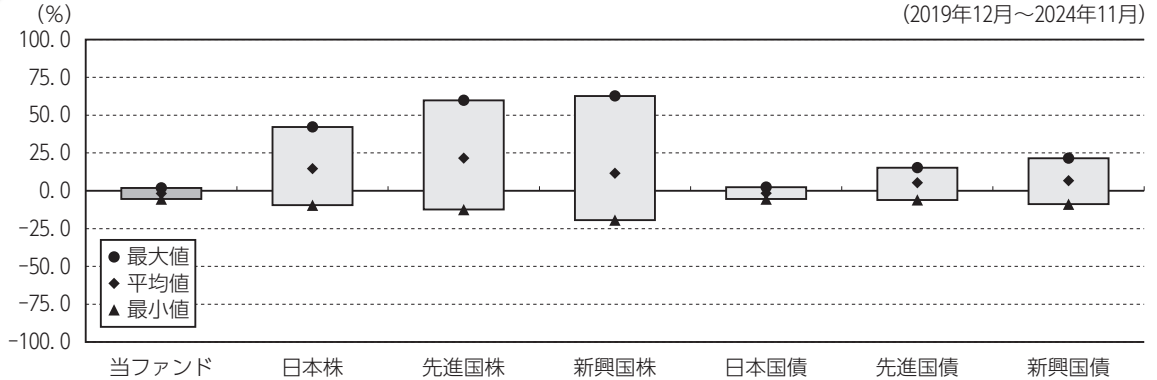 (%)
(2019年12月～2024年11月)
100.0
75.0
50.0
25.0
0.0
-25.0
-50.0
-75.0
-100.0
● 最大値
◆ 平均値
▲ 最小値
当ファンド 日本株 先進国株 新興国株 日本国債 先進国債 新興国債